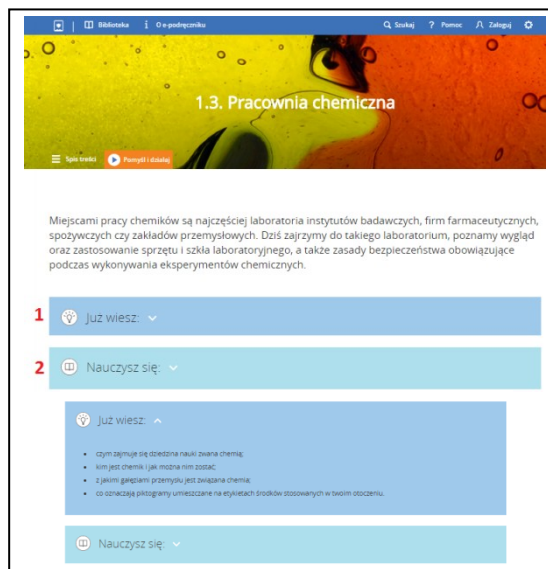 Biblioteka i O e-podręczniku Szukaj ? Pomoc Zaloguj
1.3. Pracownia chemiczna
Spis treści Pomyśl i działaj
Miejscami pracy chemików są najczęściej laboratoria instytutów badawczych, firm farmaceutycznych,
spożywczych czy zakładów przemysłowych. Dziś zajrzymy do takiego laboratorium, poznamy wygląd
oraz zastosowanie sprzętu i szkła laboratoryjnego, a także zasady bezpieczeństwa obowiązujące
podczas wykonywania eksperymentów chemicznych.
1 Już wiesz:
2 Nauczysz się:
Już wiesz:
• czym zajmuje się dziedzina nauki zwana chemią;
• kim jest chemik i jak można nim zostać;
• z jakimi gałęziami przemysłu jest związana chemia;
• co oznaczają piktogramy umieszczane na etykietach środków stosowanych w twoim otoczeniu.
Nauczysz się: